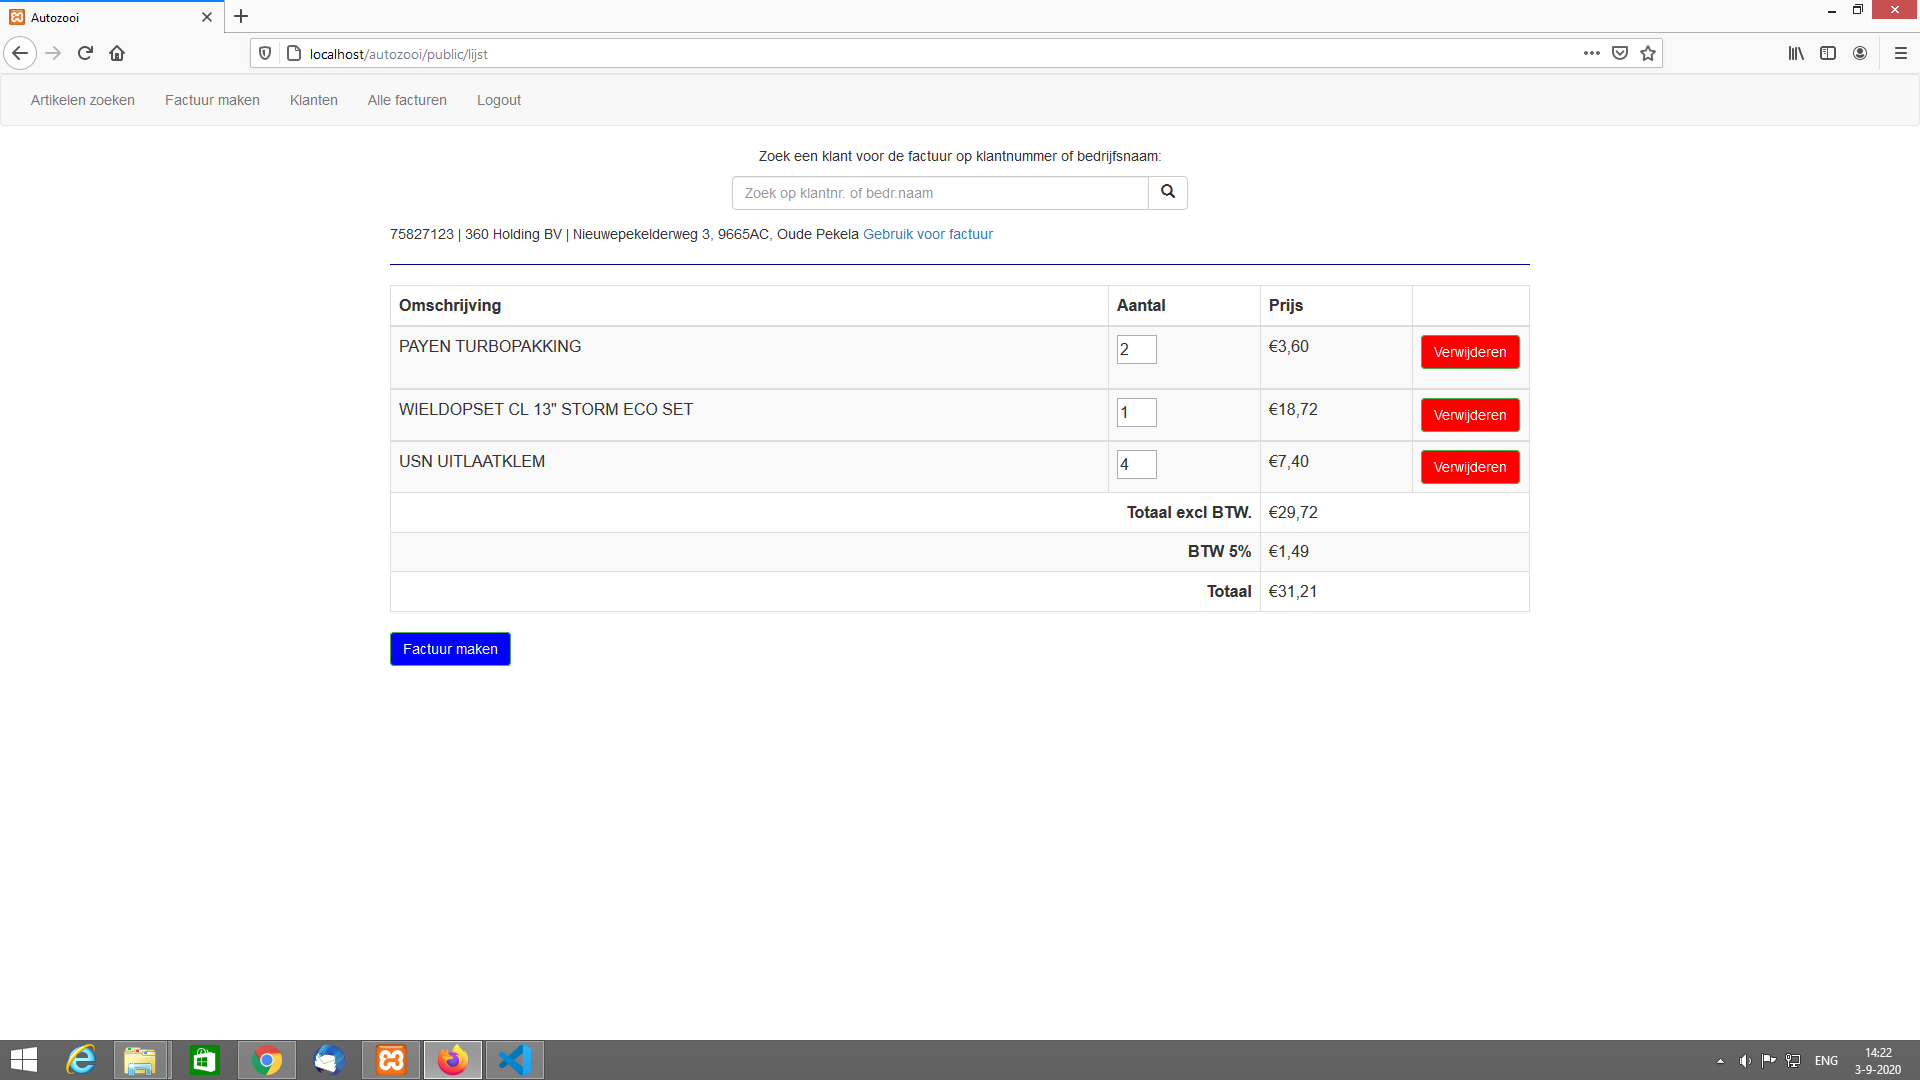 Autozooi
localhost/autozooi/public/lijst
Artikelen zoeken Factuur maken Klanten Alle facturen Logout
Zoek een klant voor de factuur op klantnummer of bedrijfsnaam:
Zoek op klantnr. of bedr.naam
75827123 | 360 Holding BV | Nieuwepekelderweg 3, 9665AC, Oude Pekela Gebruik voor factuur
Omschrijving Aantal Prijs
PAYEN TURBOPAKKING 2 €3,60 Verwijderen
WIELDOPSET CL 13" STORM ECO SET 1 €18,72 Verwijderen
USN UITLAATKLEM 4 €7,40 Verwijderen
Totaal excl BTW. €29,72
BTW 5% €1,49
Totaal €31,21
Factuur maken
ENG
14:22
3-9-2020